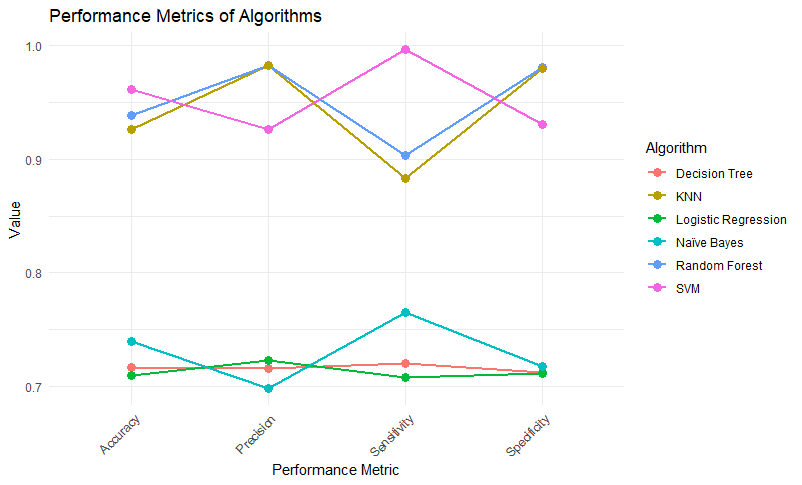 Performance Metrics of Algorithms
1.0
0.9
0.8
0.7
Value
Accuracy
Precision
Sensitivity
Specificity
Performance Metric
Algorithm
Decision Tree
KNN
Logistic Regression
Naïve Bayes
Random Forest
SVM